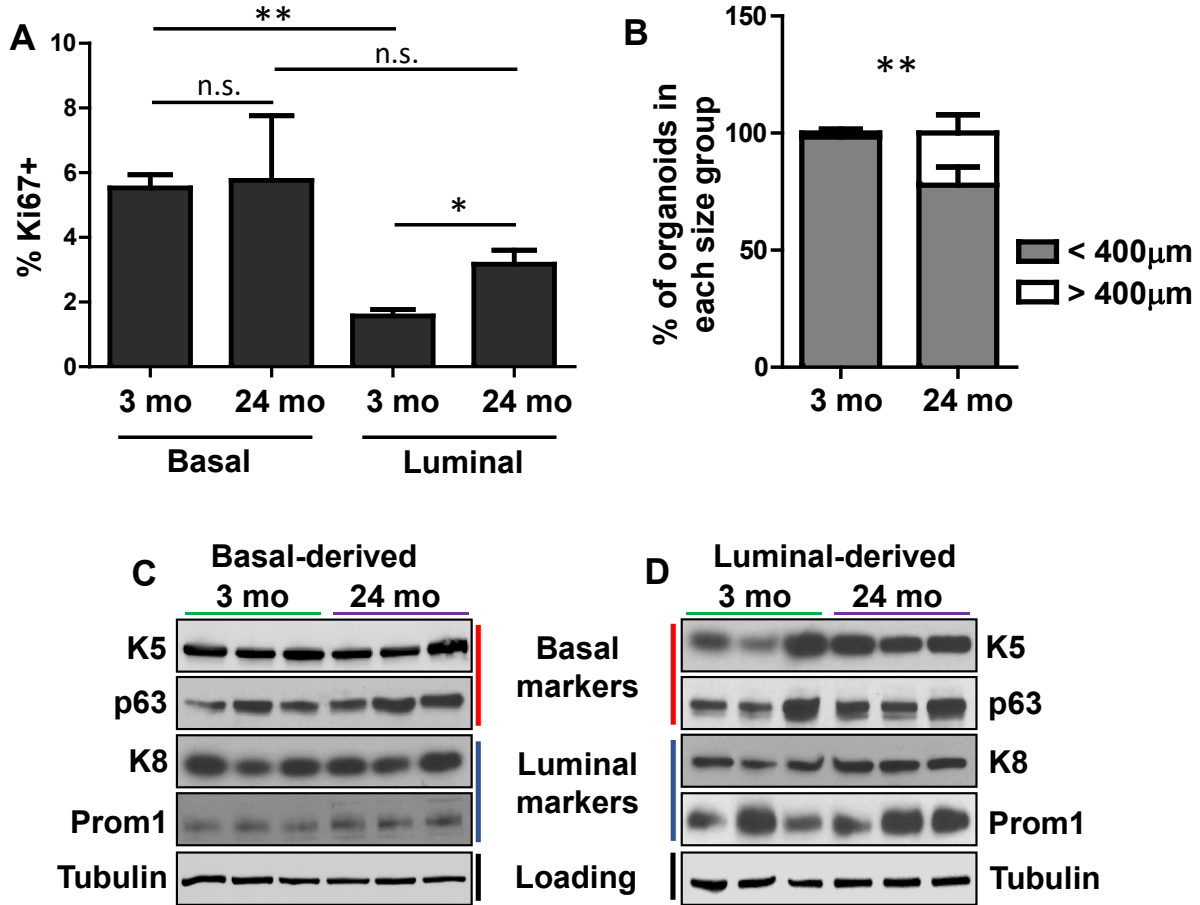 A
**
n.s.
n.s.
*
10
8
6
4
2
0
% Ki67+
3 mo
24 mo
3 mo
24 mo
Basal
Luminal
B
150
100
50
0
**
% of organoids in
each size group
3 mo
24 mo
< 400μm
> 400μm
C
Basal-derived
3 mo
24 mo
K5
p63
K8
Prom1
Tubulin
Basal
markers
Luminal
markers
Loading
D
Luminal-derived
3 mo
24 mo
K5
p63
K8
Prom1
Tubulin